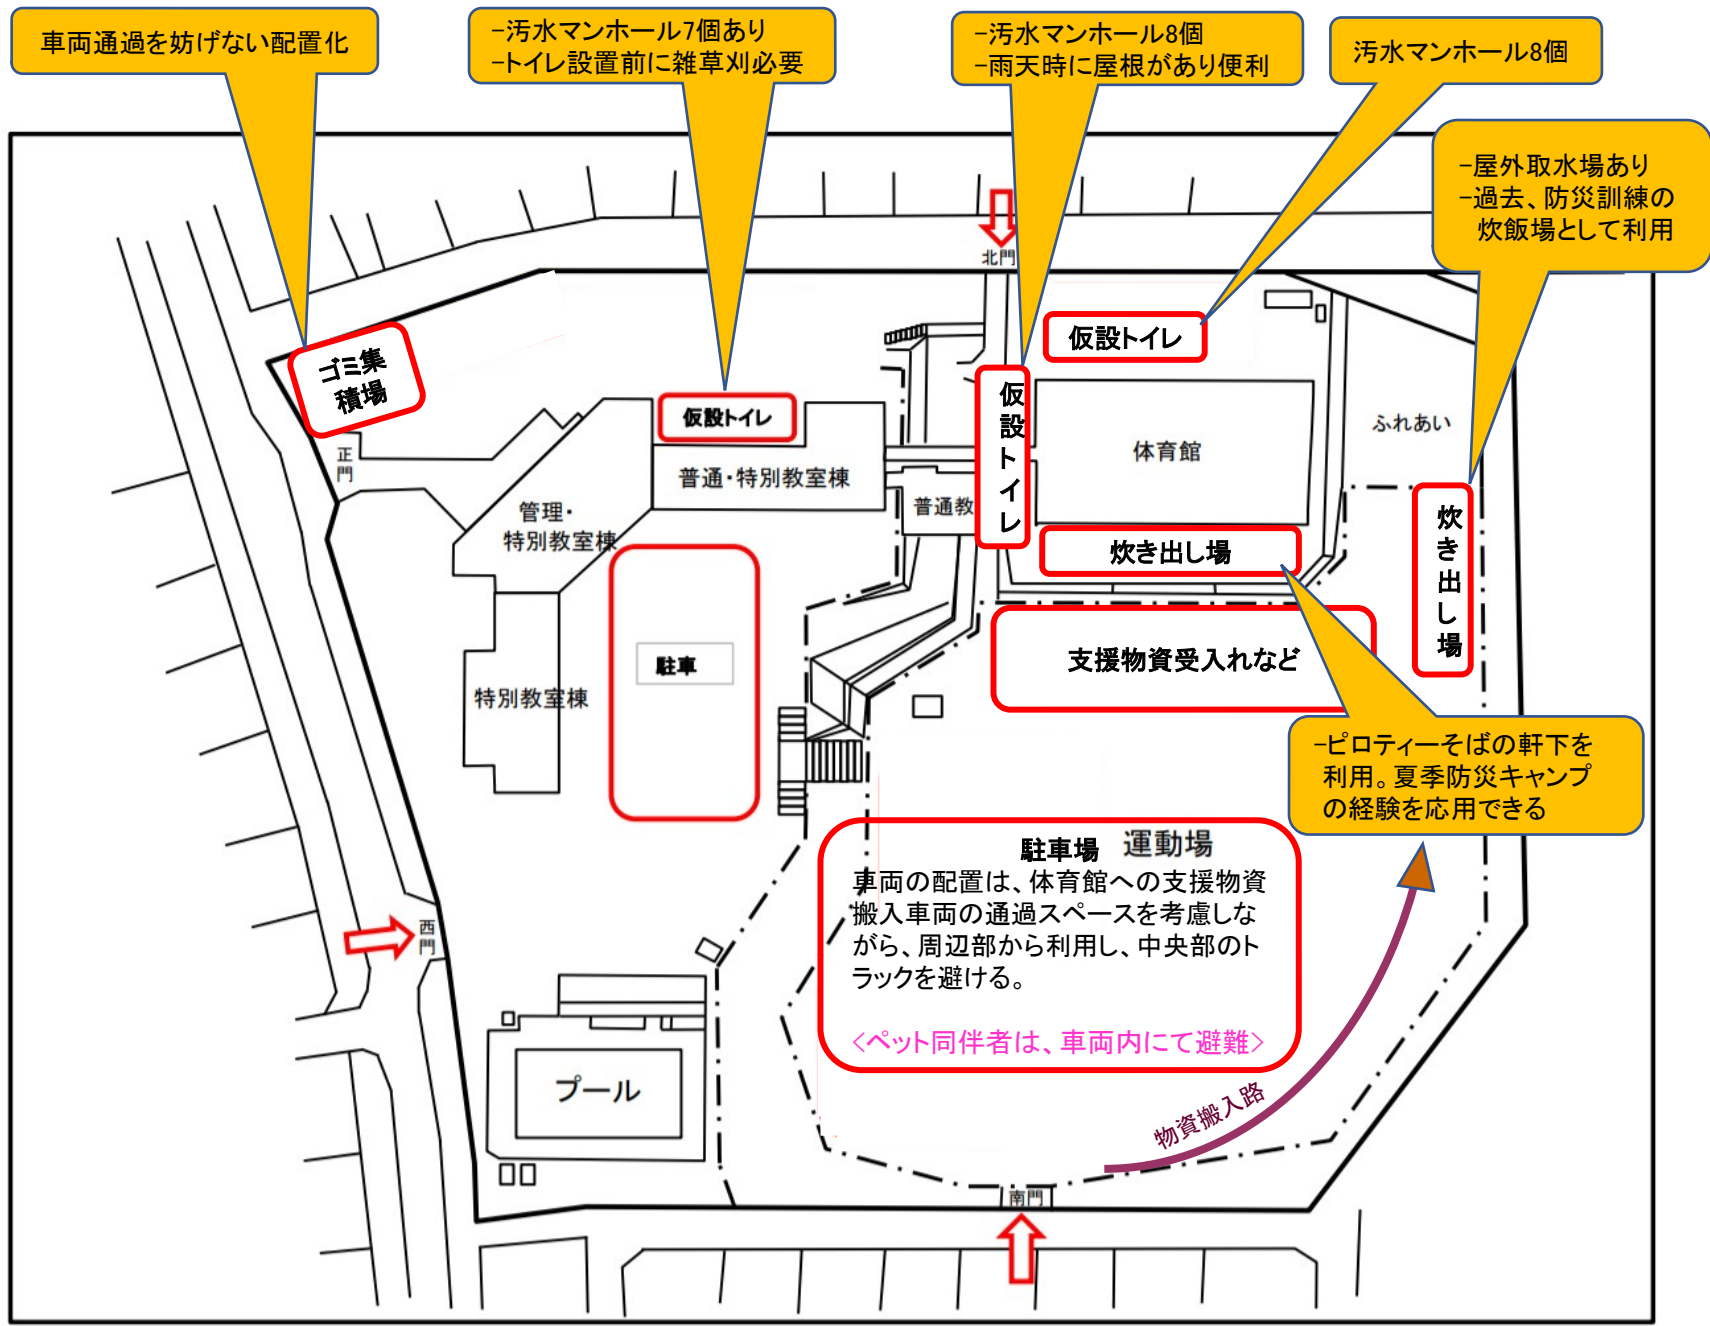 車両通過を妨げない配置化
-汚水マンホール7個あり
-トイレ設置前に雑草刈必要
-汚水マンホール8個
-雨天時に屋根があり便利
汚水マンホール8個
-屋外取水場あり
-過去、防災訓練の
炊飯場として利用
北門
仮設トイレ
ゴミ集
積場
仮設トイレ
仮設トイレ
ふれあい
体育館
正門
普通・特別教室棟
普通教
管理・
特別教室棟
炊き出し場
炊き出し場
支援物資受入れなど
駐車
特別教室棟
-ピロティーそばの軒下を
利用。夏季防災キャンプ
の経験を応用できる
駐車場
運動場
車両の配置は、体育館への支援物資
搬入車両の通過スペースを考慮しな
がら、周辺部から利用し、中央部のト
ラックを避ける。
<ペット同伴者は、車両内にて避難>
西門
プール
物資搬入路
南門